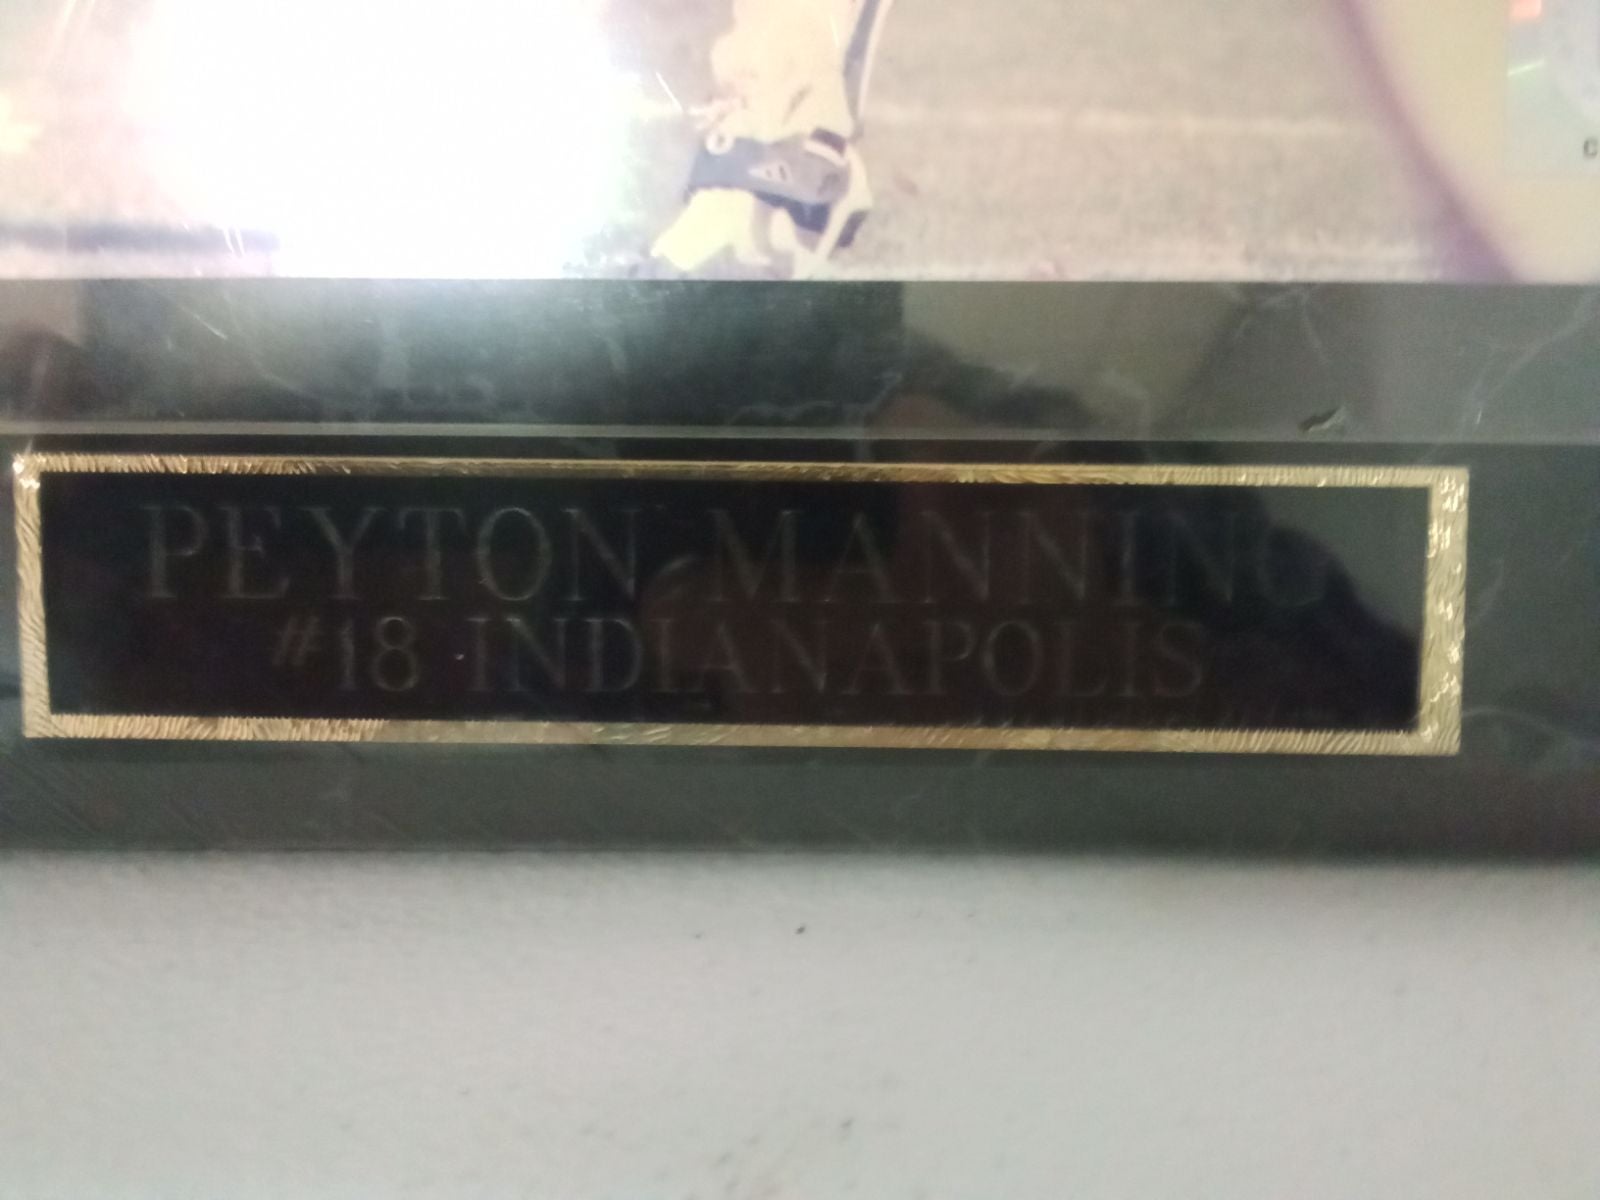 PEYTON MANNING
#18 INDIANAPOLIS